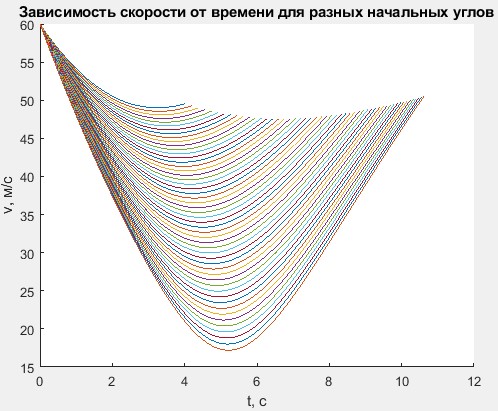 Зависимость скорости от времени для разных начальных углов
60
55
50
45
40
35
30
25
20
15
v, м/с
0 2 4 6 8 10 12
t, с